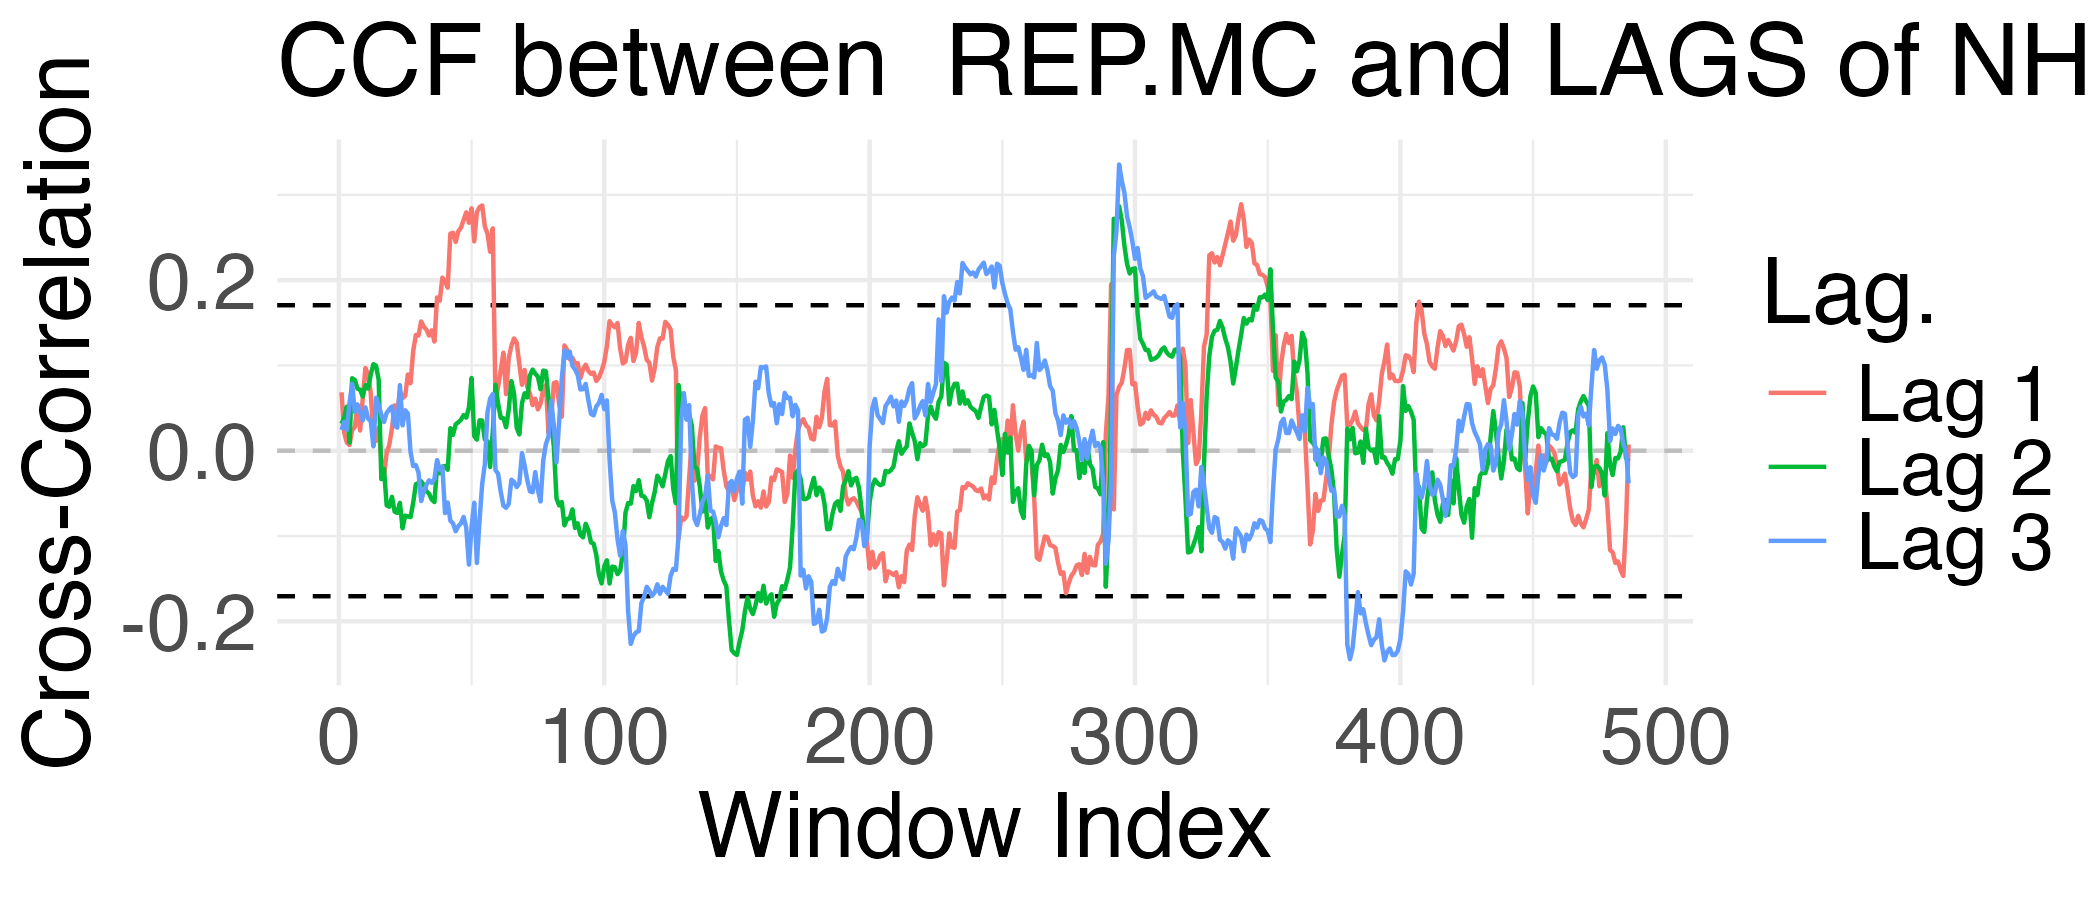 CCF between  REP.MC and LAGS of NH
Cross-Correlation
0.2
0.0
-0.2
0 100 200 300 400 500
Window Index
Lag.
Lag 1
Lag 2
Lag 3